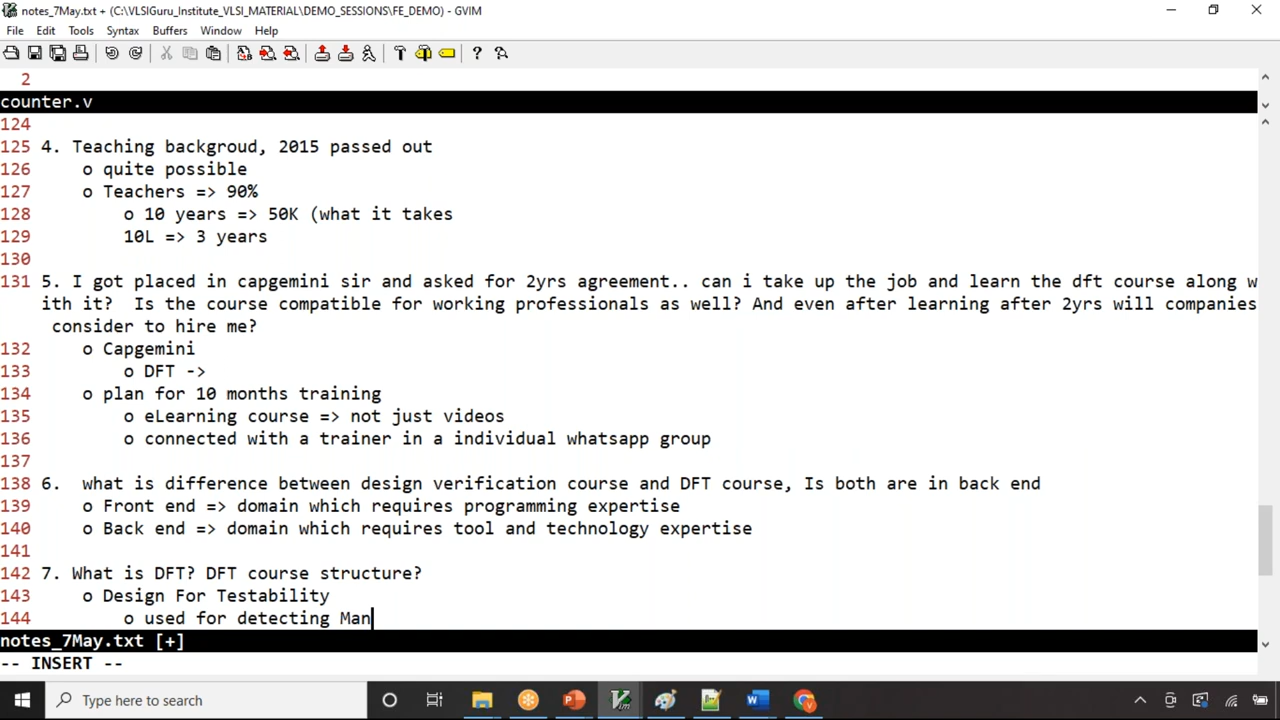 notes_7May.txt + (C:\VLSIGuru_Institute_VLSI_MATERIAL\DEMO_SESSIONS\FE_DEMO) - GVIM
File Edit Tools Syntax Buffers Window Help
2
counter.v
124
125 4. Teaching backgroud, 2015 passed out
126 o quite possible
127 o Teachers => 90%
128 o 10 years => 50K (what it takes
129 10L => 3 years
130
131 5. I got placed in capgemini sir and asked for 2yrs agreement.. can i take up the job and learn the dft course along w
ith it? Is the course compatible for working professionals as well? And even after learning after 2yrs will companies
consider to hire me?
132 o Capgemini
133 o DFT ->
134 o plan for 10 months training
135 o eLearning course => not just videos
136 o connected with a trainer in a individual whatsapp group
137
138 6. what is difference between design verification course and DFT course, Is both are in back end
139 o Front end => domain which requires programming expertise
140 o Back end => domain which requires tool and technology expertise
141
142 7. What is DFT? DFT course structure?
143 o Design For Testability
144 o used for detecting Man
notes_7May.txt [+]
-- INSERT --
Type here to search